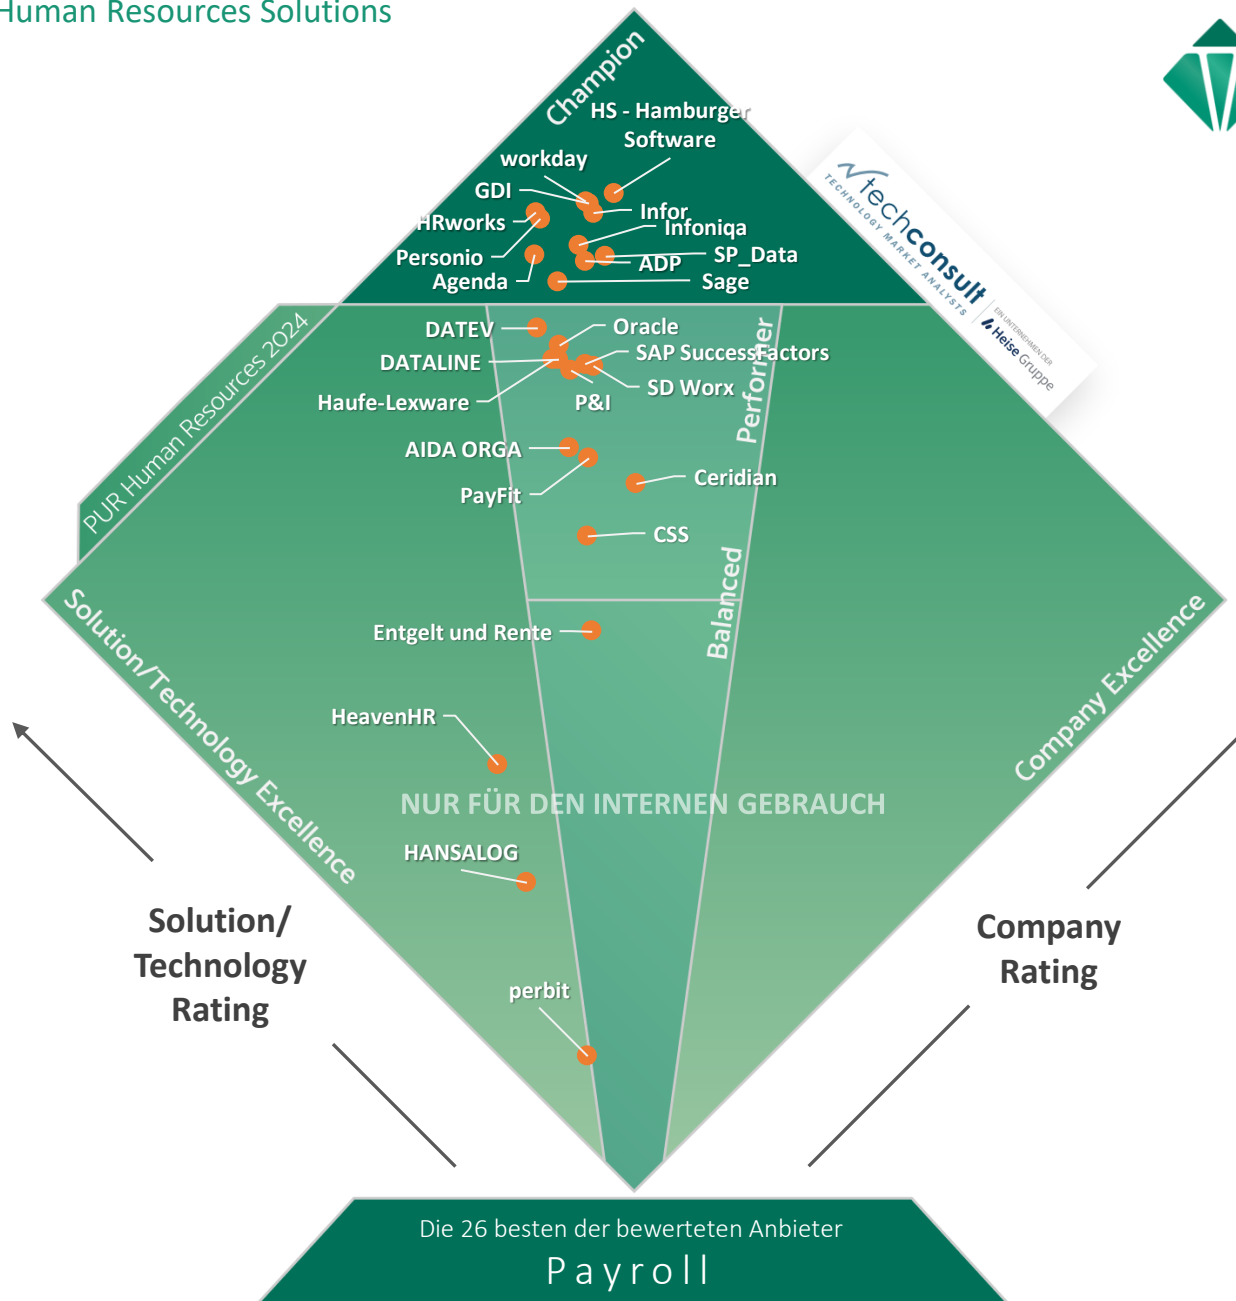 Human Resources Solutions
Champion
HS - Hamburger
Software
workday
GDI
HRworks
Infor
Infoniqa
Personio
SP_Data
ADP
Agenda
Sage
techconsult
TECHNOLOGY MARKET ANALYSTS
EIN UNTERNEHMEN DER
Heise Gruppe
PUR Human Resources 2024
DATEV
Oracle
DATALINE
SAP SuccessFactors
SD Worx
Haufe-Lexware
P&I
Performer
AIDA ORGA
PayFit
Ceridian
CSS
Balanced
Entgelt und Rente
Solution/Technology Excellence
Company Excellence
HeavenHR
NUR FÜR DEN INTERNEN GEBRAUCH
HANSALOG
Solution/
Technology
Rating
Company
Rating
perbit
Die 26 besten der bewerteten Anbieter
Payroll